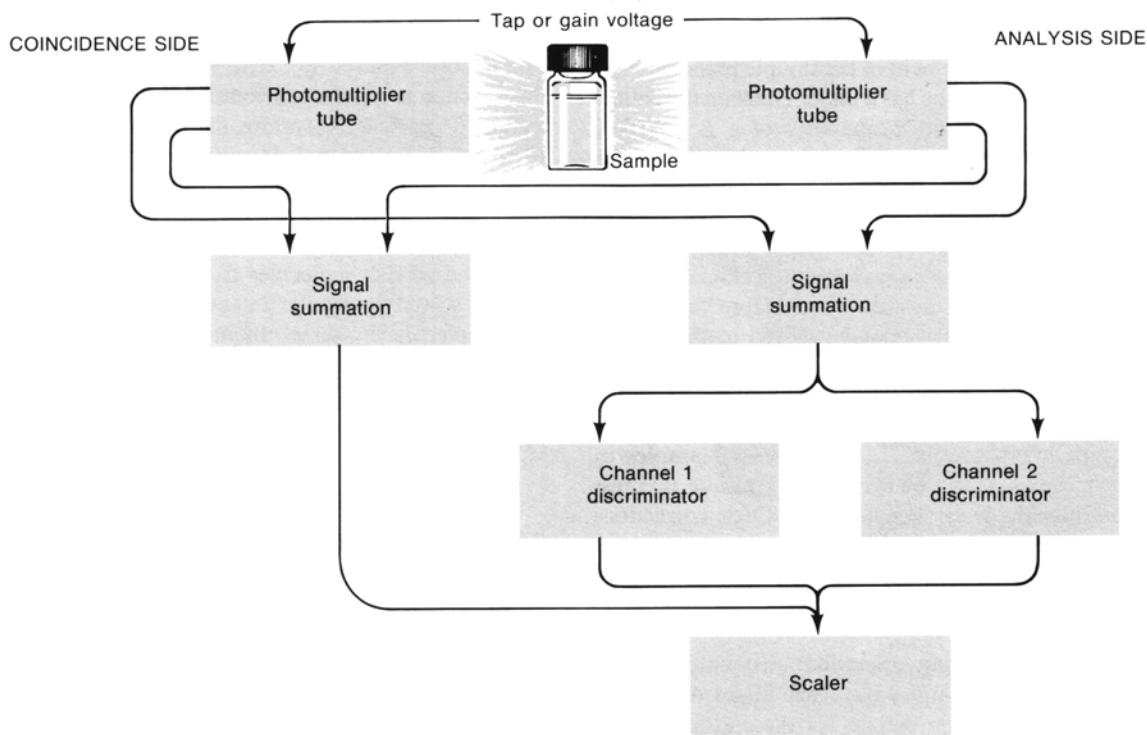 Tap or gain voltage
COINCIDENCE SIDE
ANALYSIS SIDE
Photomultiplier
tube
Photomultiplier
tube
Sample
Signal
summation
Signal
summation
Channel 1
discriminator
Channel 2
discriminator
Scaler